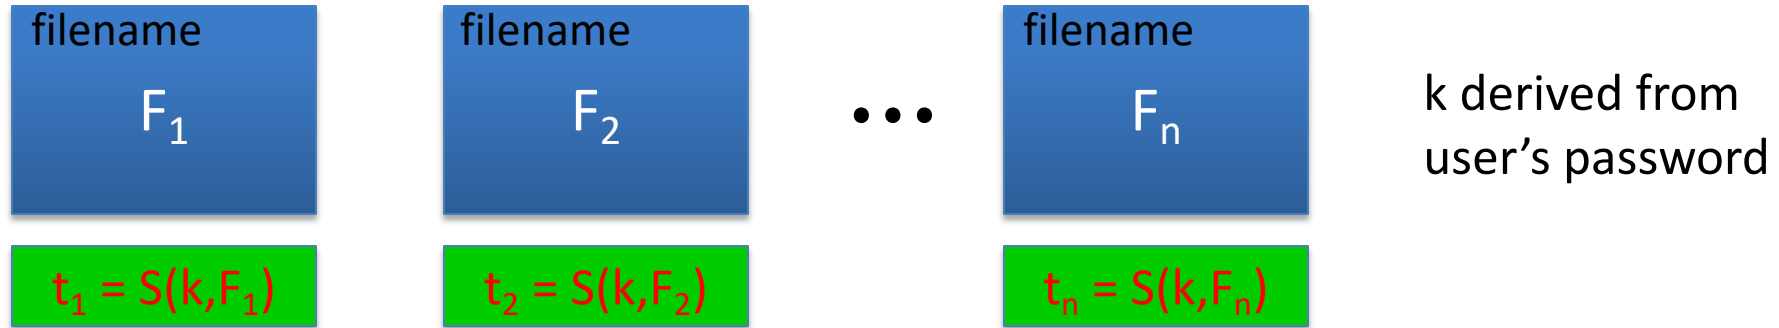 filename
F₁
t₁ = S(k,F₁)
filename
F₂
t₂ = S(k,F₂)
•••
filename
Fₙ
tₙ = S(k,Fₙ)
k derived from
user’s password